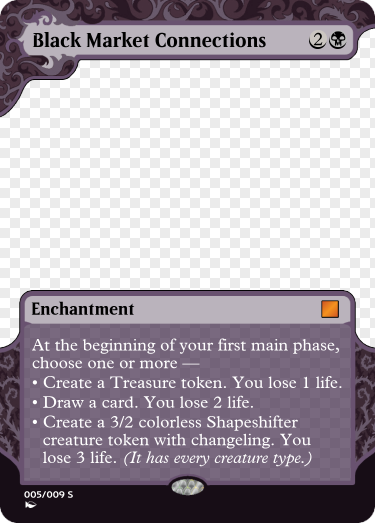 Black Market Connections 2
Enchantment
At the beginning of your first main phase,
choose one or more —
• Create a Treasure token. You lose 1 life.
• Draw a card. You lose 2 life.
• Create a 3/2 colorless Shapeshifter
creature token with changeling. You
lose 3 life. (It has every creature type.)
005/009 S